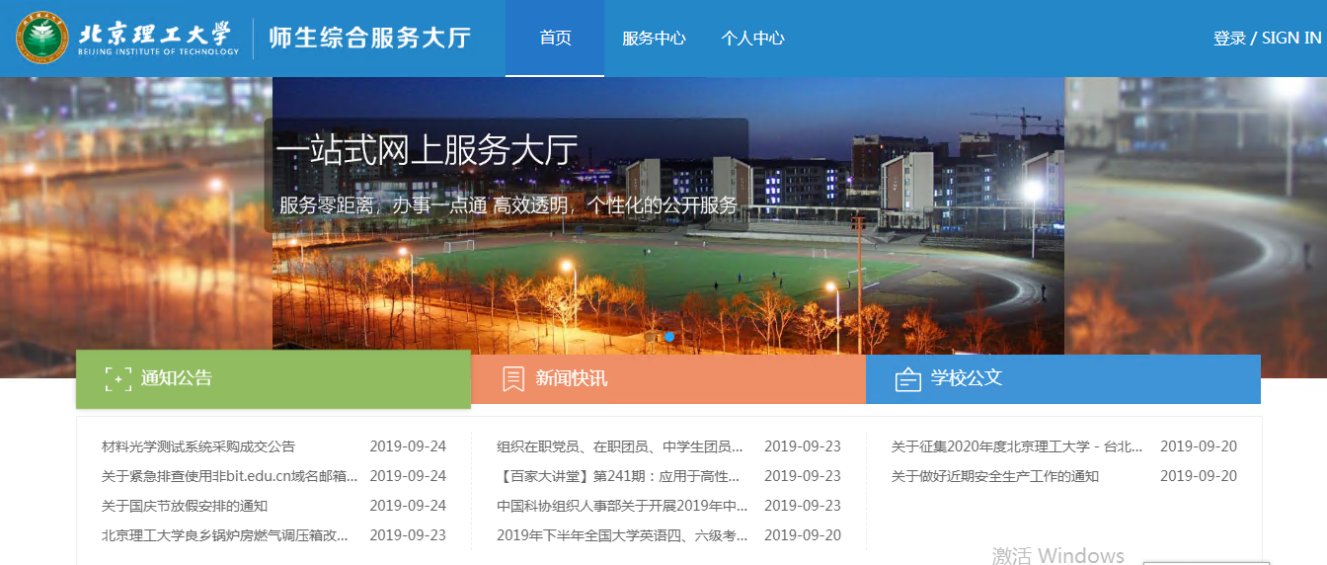 北京理工大学
BEIJING INSTITUTE OF TECHNOLOGY
师生综合服务大厅
首页
服务中心
个人中心
登录 / SIGN IN
一站式网上服务大厅
服务零距离，办事一点通 高效透明，个性化的公开服务
通知公告
新闻快讯
学校公文
材料光学测试系统采购成交公告 2019-09-24
关于紧急排查使用非bit.edu.cn域名邮箱... 2019-09-24
关于国庆节放假安排的通知 2019-09-24
北京理工大学良乡锅炉房燃气调压箱改... 2019-09-23
组织在职党员、在职团员、中学生团员... 2019-09-23
【百家大讲堂】第241期：应用于高性... 2019-09-23
中国科协组织人事部关于开展2019年中... 2019-09-23
2019年下半年全国大学英语四、六级考... 2019-09-20
关于征集2020年度北京理工大学 - 台北... 2019-09-20
关于做好近期安全生产工作的通知 2019-09-20
激活 Windows